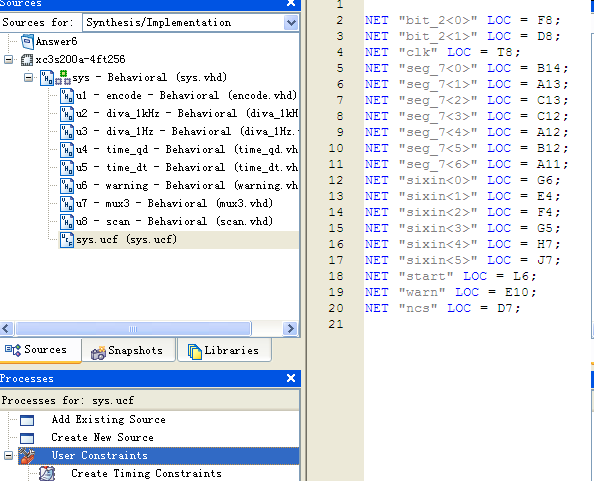 Sources
Sources for: Synthesis/Implementation
Answer6
xc3s200a-4ft256
sys - Behavioral (sys.vhd)
u1 - encode - Behavioral (encode.vhd)
u2 - diva_1kHz - Behavioral (diva_1k
u3 - diva_1Hz - Behavioral (diva_1Hz.
u4 - time_qd - Behavioral (time_qd.vh
u5 - time_dt - Behavioral (time_dt.vh
u6 - warning - Behavioral (warning.vh
u7 - mux3 - Behavioral (mux3.vhd)
u8 - scan - Behavioral (scan.vhd)
sys.ucf (sys.ucf)
Sources
Snapshots
Libraries
Processes
Processes for: sys.ucf
Add Existing Source
Create New Source
User Constraints
Create Timing Constraints
1
2 NET "bit_2<0>" LOC = F8;
3 NET "bit_2<1>" LOC = D8;
4 NET "clk" LOC = T8;
5 NET "seg_7<0>" LOC = B14;
6 NET "seg_7<1>" LOC = A13;
7 NET "seg_7<2>" LOC = C13;
8 NET "seg_7<3>" LOC = C12;
9 NET "seg_7<4>" LOC = A12;
10 NET "seg_7<5>" LOC = B12;
11 NET "seg_7<6>" LOC = A11;
12 NET "sixin<0>" LOC = G6;
13 NET "sixin<1>" LOC = E4;
14 NET "sixin<2>" LOC = F4;
15 NET "sixin<3>" LOC = G5;
16 NET "sixin<4>" LOC = H7;
17 NET "sixin<5>" LOC = J7;
18 NET "start" LOC = L6;
19 NET "warn" LOC = E10;
20 NET "ncs" LOC = D7;
21